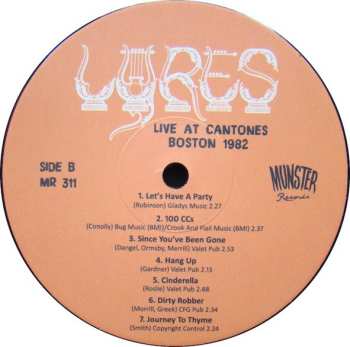 LYRES
LIVE AT CANTONES
BOSTON 1982
SIDE B
MR 311
MUNSTER
Records
1. Let's Have A Party
(Robinson) Gladys Music 2.27
2. 100 CCs
(Conolly) Bug Music (BMI)/Crook And Flail Music (BMI) 2.37
3. Since You've Been Gone
(Dangel, Ormsby, Merrill) Valet Pub 2.53
4. Hang Up
(Gardner) Valet Pub 2.13
5. Cinderella
(Roslie) Valet Pub 2.48
6. Dirty Robber
(Merrill, Greek) CFG Pub 2.34
7. Journey To Thyme
(Smith) Copyright Control 2.24